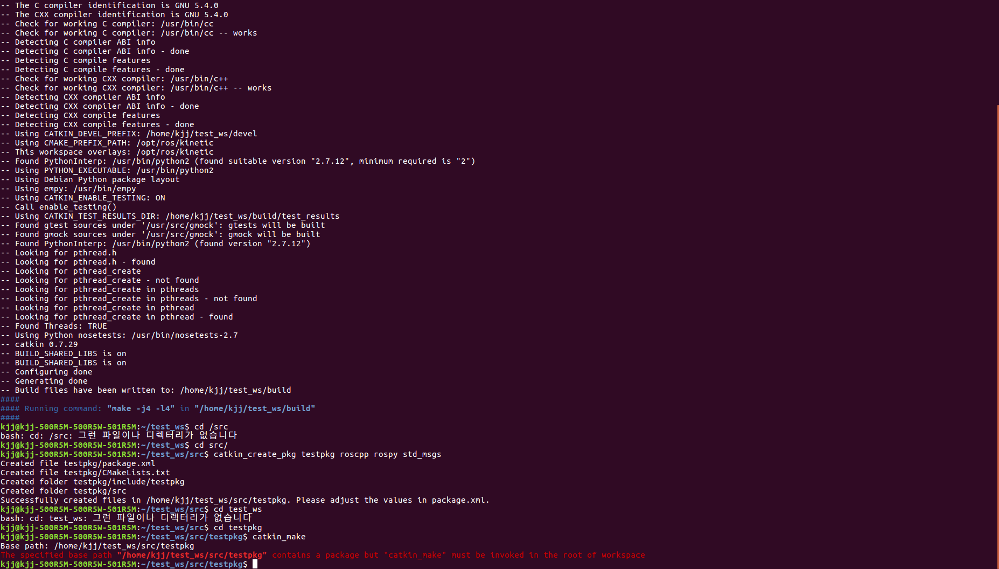 -- The C compiler identification is GNU 5.4.0
-- The CXX compiler identification is GNU 5.4.0
-- Check for working C compiler: /usr/bin/cc
-- Check for working C compiler: /usr/bin/cc -- works
-- Detecting C compiler ABI info
-- Detecting C compiler ABI info - done
-- Detecting C compile features
-- Detecting C compile features - done
-- Check for working CXX compiler: /usr/bin/c++
-- Check for working CXX compiler: /usr/bin/c++ -- works
-- Detecting CXX compiler ABI info
-- Detecting CXX compiler ABI info - done
-- Detecting CXX compile features
-- Detecting CXX compile features - done
-- Using CATKIN_DEVEL_PREFIX: /home/kjj/test_ws/devel
-- Using CMAKE_PREFIX_PATH: /opt/ros/kinetic
-- This workspace overlays: /opt/ros/kinetic
-- Found PythonInterp: /usr/bin/python2 (found suitable version "2.7.12", minimum required is "2")
-- Using PYTHON_EXECUTABLE: /usr/bin/python2
-- Using Debian Python package layout
-- Using empy: /usr/bin/empy
-- Using CATKIN_ENABLE_TESTING: ON
-- Call enable_testing()
-- Using CATKIN_TEST_RESULTS_DIR: /home/kjj/test_ws/build/test_results
-- Found gtest sources under '/usr/src/gmock': gtests will be built
-- Found gmock sources under '/usr/src/gmock': gmock will be built
-- Found PythonInterp: /usr/bin/python2 (found version "2.7.12")
-- Looking for pthread.h
-- Looking for pthread.h - found
-- Looking for pthread_create
-- Looking for pthread_create - not found
-- Looking for pthread_create in pthreads
-- Looking for pthread_create in pthreads - not found
-- Looking for pthread_create in pthread
-- Looking for pthread_create in pthread - found
-- Found Threads: TRUE
-- Using Python nosetests: /usr/bin/nosetests-2.7
-- catkin 0.7.29
-- BUILD_SHARED_LIBS is on
-- BUILD_SHARED_LIBS is on
-- Configuring done
-- Generating done
-- Build files have been written to: /home/kjj/test_ws/build
####
#### Running command: "make -j4 -l4" in "/home/kjj/test_ws/build"
####
kjj@kjj-500R5M-500R5W-501R5M:~/test_ws$ cd /src
bash: cd: /src: 그런 파일이나 디렉터리가 없습니다
kjj@kjj-500R5M-500R5W-501R5M:~/test_ws$ cd src/
kjj@kjj-500R5M-500R5W-501R5M:~/test_ws/src$ catkin_create_pkg testpkg roscpp rospy std_msgs
Created file testpkg/package.xml
Created file testpkg/CMakeLists.txt
Created folder testpkg/include/testpkg
Created folder testpkg/src
Successfully created files in /home/kjj/test_ws/src/testpkg. Please adjust the values in package.xml.
kjj@kjj-500R5M-500R5W-501R5M:~/test_ws/src$ cd test_ws
bash: cd: test_ws: 그런 파일이나 디렉터리가 없습니다
kjj@kjj-500R5M-500R5W-501R5M:~/test_ws/src$ cd testpkg
kjj@kjj-500R5M-500R5W-501R5M:~/test_ws/src/testpkg$ catkin_make
Base path: /home/kjj/test_ws/src/testpkg
The specified base path "/home/kjj/test_ws/src/testpkg" contains a package but "catkin_make" must be invoked in the root of workspace
kjj@kjj-500R5M-500R5W-501R5M:~/test_ws/src/testpkg$